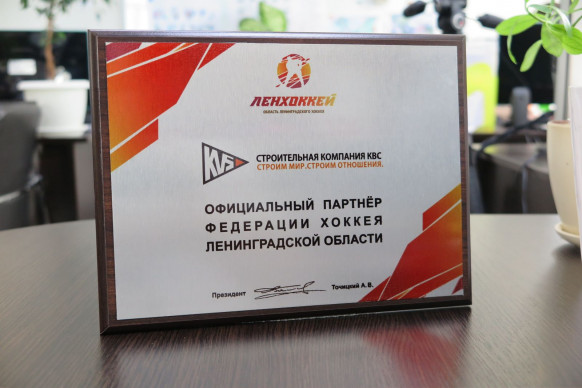 ЛЕНХОККЕЙ
ОБЛАСТЬ ЛЕНИНГРАДСКОГО ХОККЕЯ
KVS
СТРОИТЕЛЬНАЯ КОМПАНИЯ КВС
СТРОИМ МИР.СТРОИМ ОТНОШЕНИЯ.
ОФИЦИАЛЬНЫЙ ПАРТНЁР
ФЕДЕРАЦИИ ХОККЕЯ
ЛЕНИНГРАДСКОЙ ОБЛАСТИ
Президент Точицкий А.В.